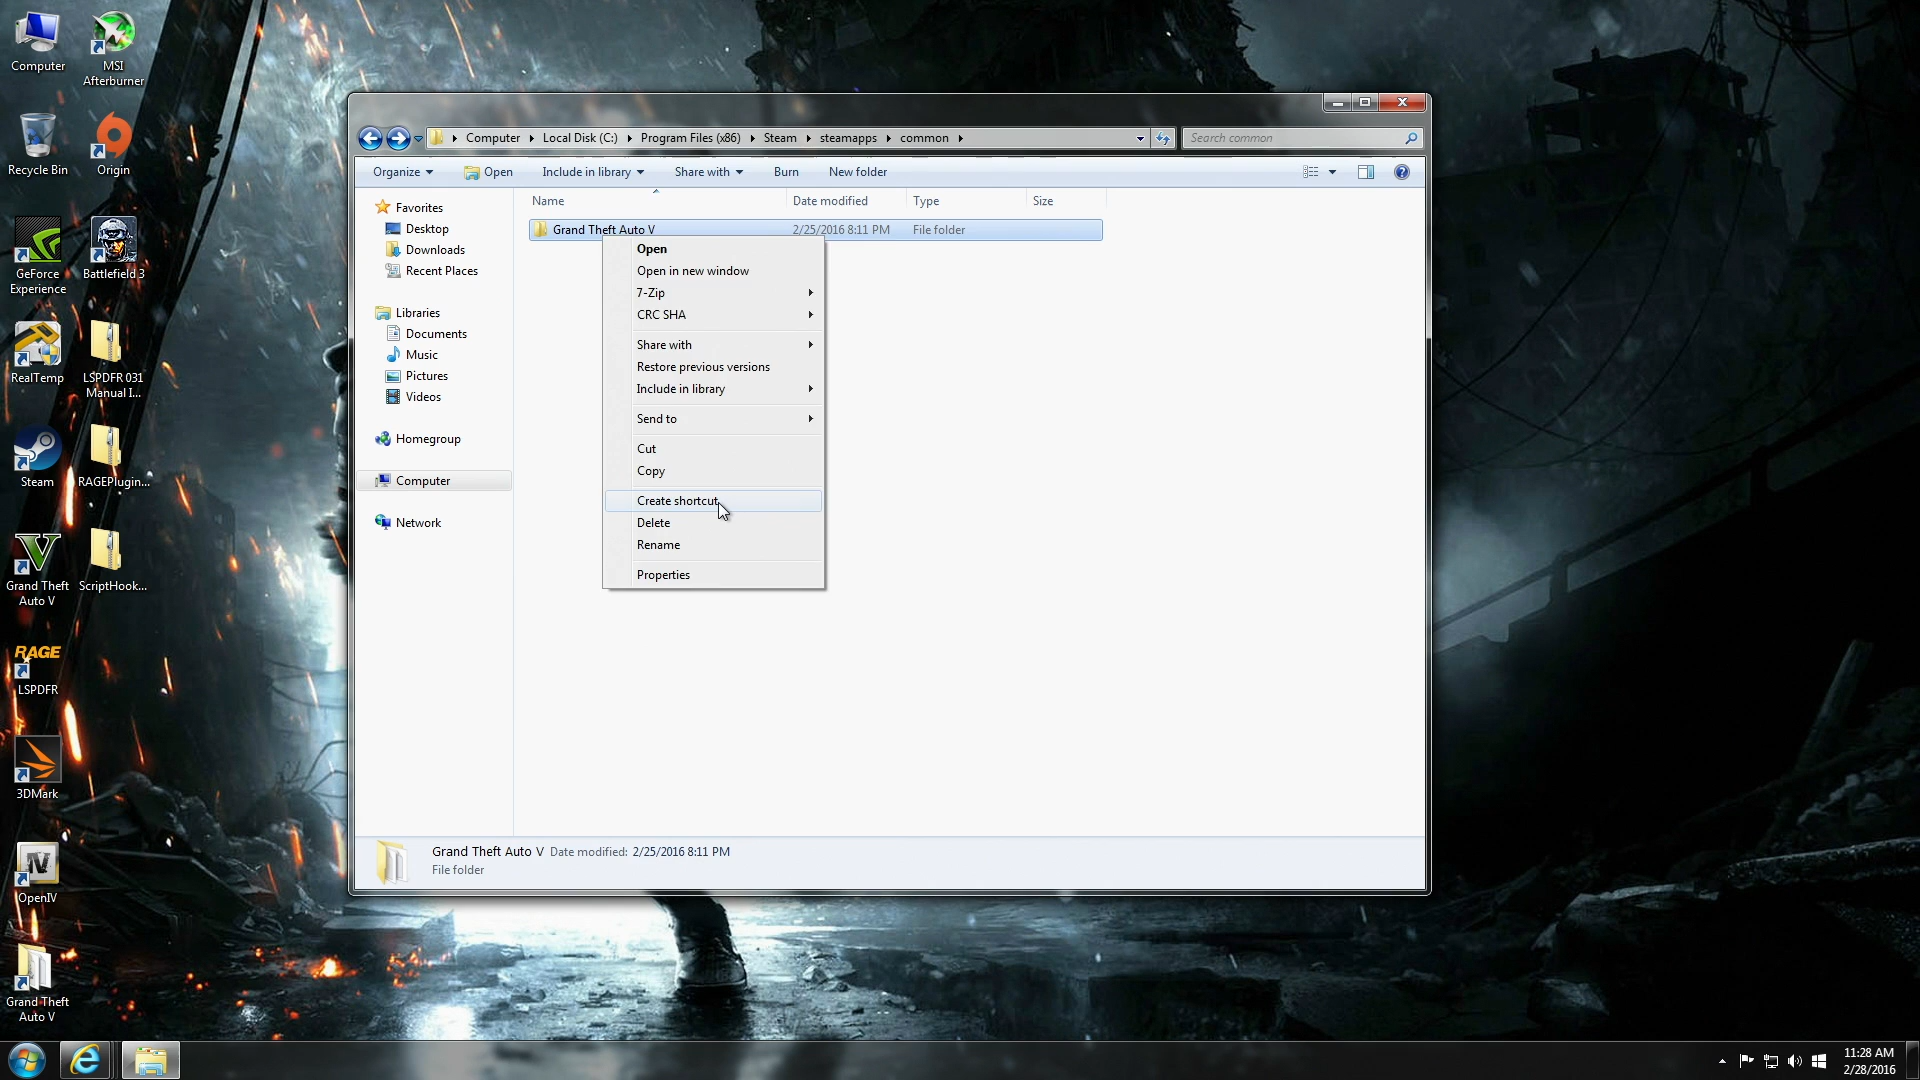 Computer
MSI
Afterburner
Recycle Bin
Origin
GeForce
Experience
Battlefield 3
RealTemp
LSPDFR 031
Manual I...
Steam
RAGEPlugin...
Grand Theft
Auto V
ScriptHook...
RAGE
LSPDFR
3DMark
IV
OpenIV
Grand Theft
Auto V
Computer Local Disk (C:) Program Files (x86) Steam steamapps common
Search common
Organize Open Include in library Share with Burn New folder
Name Date modified Type Size
Grand Theft Auto V 2/25/2016 8:11 PM File folder
Favorites
Desktop
Downloads
Recent Places
Libraries
Documents
Music
Pictures
Videos
Homegroup
Computer
Network
Open
Open in new window
7-Zip
CRC SHA
Share with
Restore previous versions
Include in library
Send to
Cut
Copy
Create shortcut
Delete
Rename
Properties
Grand Theft Auto V Date modified: 2/25/2016 8:11 PM
File folder
11:28 AM
2/28/2016